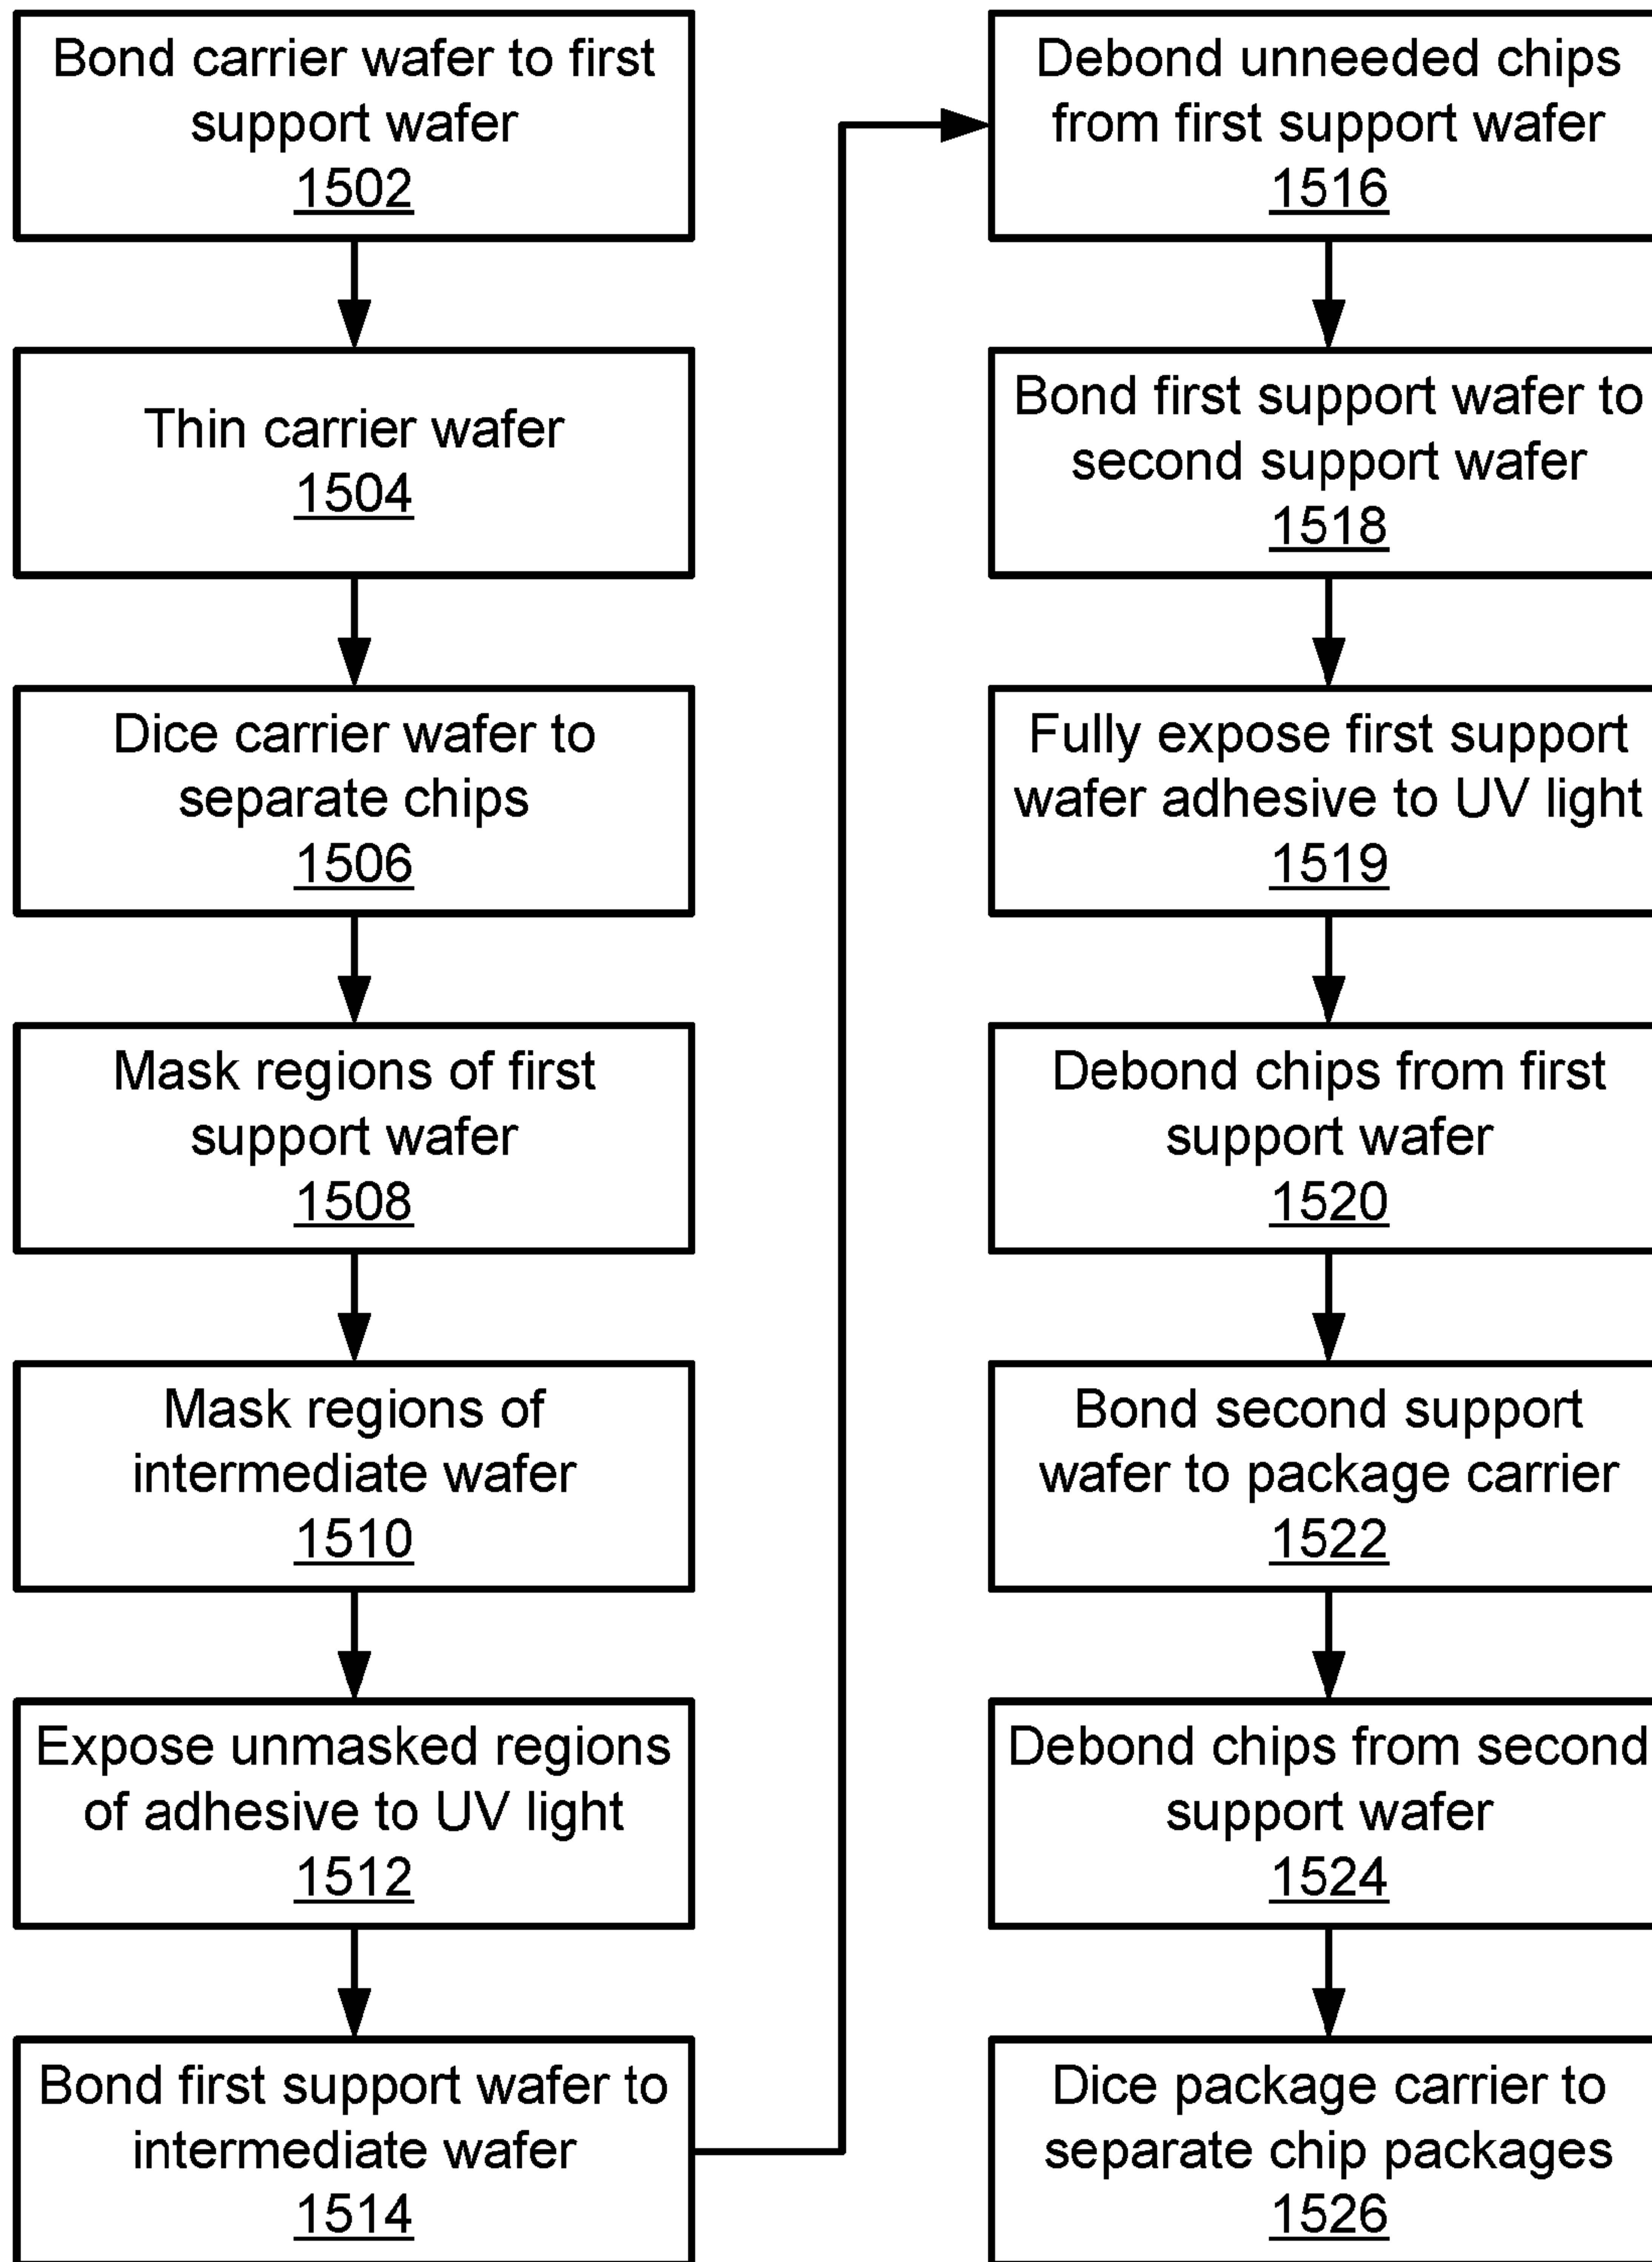 Bond carrier wafer to first
support wafer
1502
Thin carrier wafer
1504
Dice carrier wafer to
separate chips
1506
Mask regions of first
support wafer
1508
Mask regions of
intermediate wafer
1510
Expose unmasked regions
of adhesive to UV light
1512
Bond first support wafer to
intermediate wafer
1514
Debond unneeded chips
from first support wafer
1516
Bond first support wafer to
second support wafer
1518
Fully expose first support
wafer adhesive to UV light
1519
Debond chips from first
support wafer
1520
Bond second support
wafer to package carrier
1522
Debond chips from second
support wafer
1524
Dice package carrier to
separate chip packages
1526